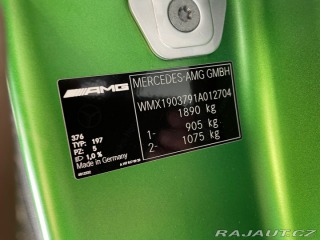 AMG
MERCEDES-AMG GMBH
WMX1903791A012704
1890 kg
1- 905 kg
2- 1075 kg
376
TYP: 197
PZ: 5
1,0 %
Made in Germany
RAJAUT.CZ